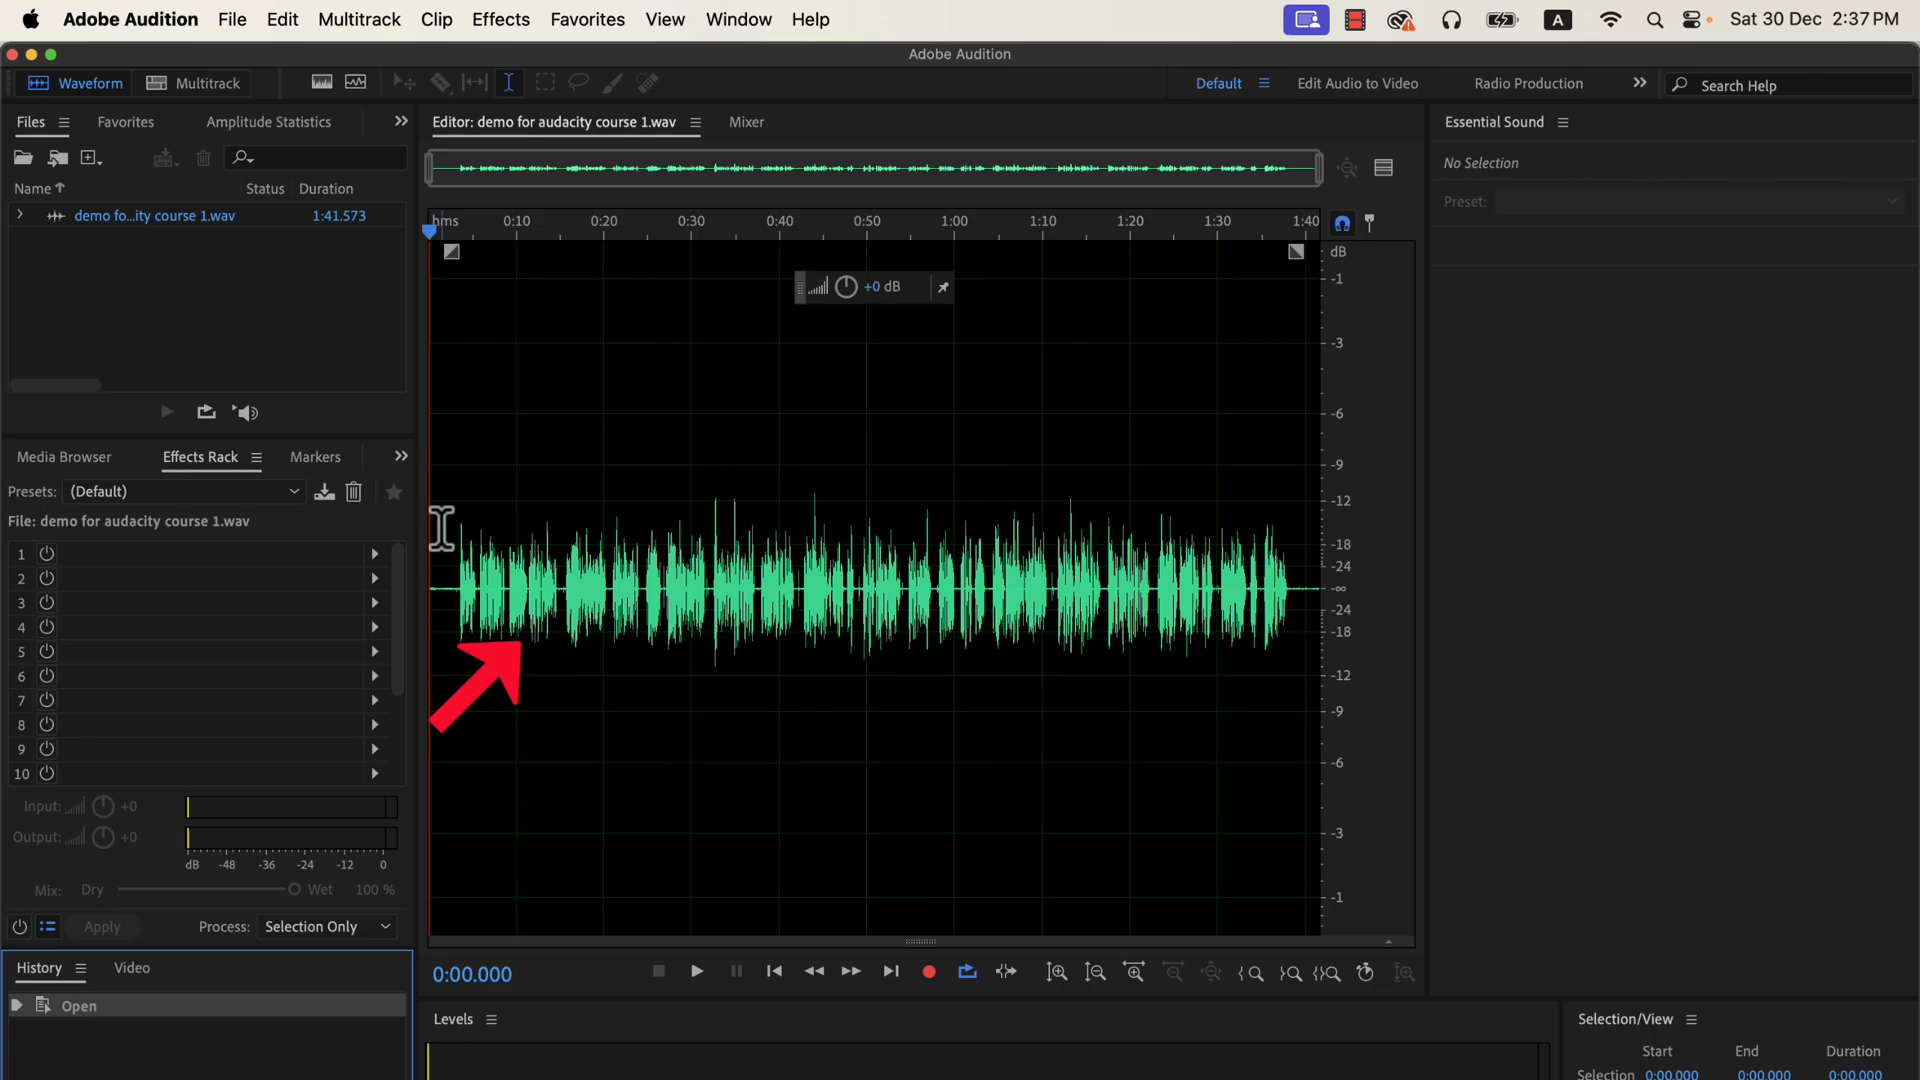 Adobe Audition File Edit Multitrack Clip Effects Favorites View Window Help A Sat 30 Dec 2:37 PM
Adobe Audition
Waveform Multitrack Default Edit Audio to Video Radio Production Search Help
Files Favorites Amplitude Statistics
Name Status Duration
demo fo...ity course 1.wav 1:41.573
Media Browser Effects Rack Markers
Presets: (Default)
File: demo for audacity course 1.wav
1
2
3
4
5
6
7
8
9
10
Input: +0
Output: +0
dB -48 -36 -24 -12 0
Mix: Dry Wet 100 %
Apply Process: Selection Only
History Video
Open
Editor: demo for audacity course 1.wav Mixer
hms 0:10 0:20 0:30 0:40 0:50 1:00 1:10 1:20 1:30 1:40
+0 dB
dB
-1
-3
-6
-9
-12
-18
-24
-∞
-24
-18
-12
-9
-6
-3
-1
0:00.000
Levels
Essential Sound
No Selection
Preset:
Selection/View
Start End Duration
Selection 0:00.000 0:00.000 0:00.000